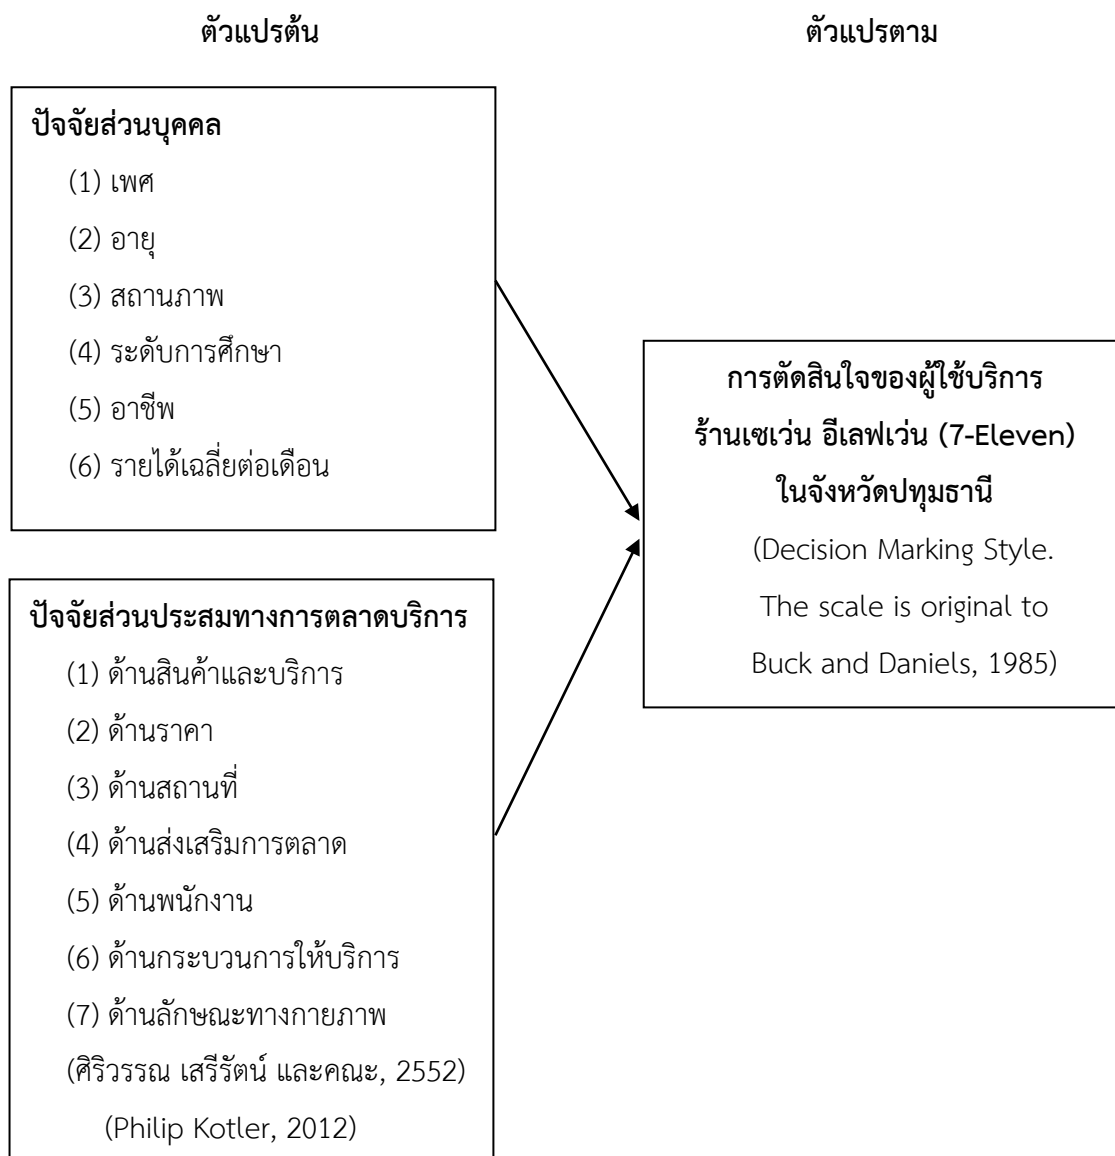 ตัวแปรต้น
ตัวแปรตาม
ปัจจัยส่วนบุคคล
(1) เพศ
(2) อายุ
(3) สถานภาพ
(4) ระดับการศึกษา
(5) อาชีพ
(6) รายได้เฉลี่ยต่อเดือน
ปัจจัยส่วนประสมทางการตลาดบริการ
(1) ด้านสินค้าและบริการ
(2) ด้านราคา
(3) ด้านสถานที่
(4) ด้านส่งเสริมการตลาด
(5) ด้านพนักงาน
(6) ด้านกระบวนการให้บริการ
(7) ด้านลักษณะทางกายภาพ
(ศิริวรรณ เสรีรัตน์ และคณะ, 2552)
(Philip Kotler, 2012)
การตัดสินใจของผู้ใช้บริการ
ร้านเซเว่น อีเลฟเว่น (7-Eleven)
ในจังหวัดปทุมธานี
(Decision Marking Style.
The scale is original to
Buck and Daniels, 1985)